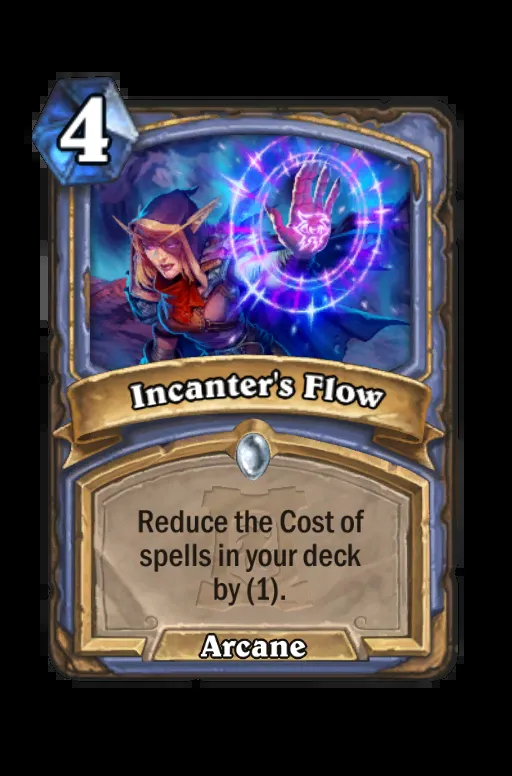 4
Incanter's Flow
Reduce the Cost of
spells in your deck
by (1).
Arcane